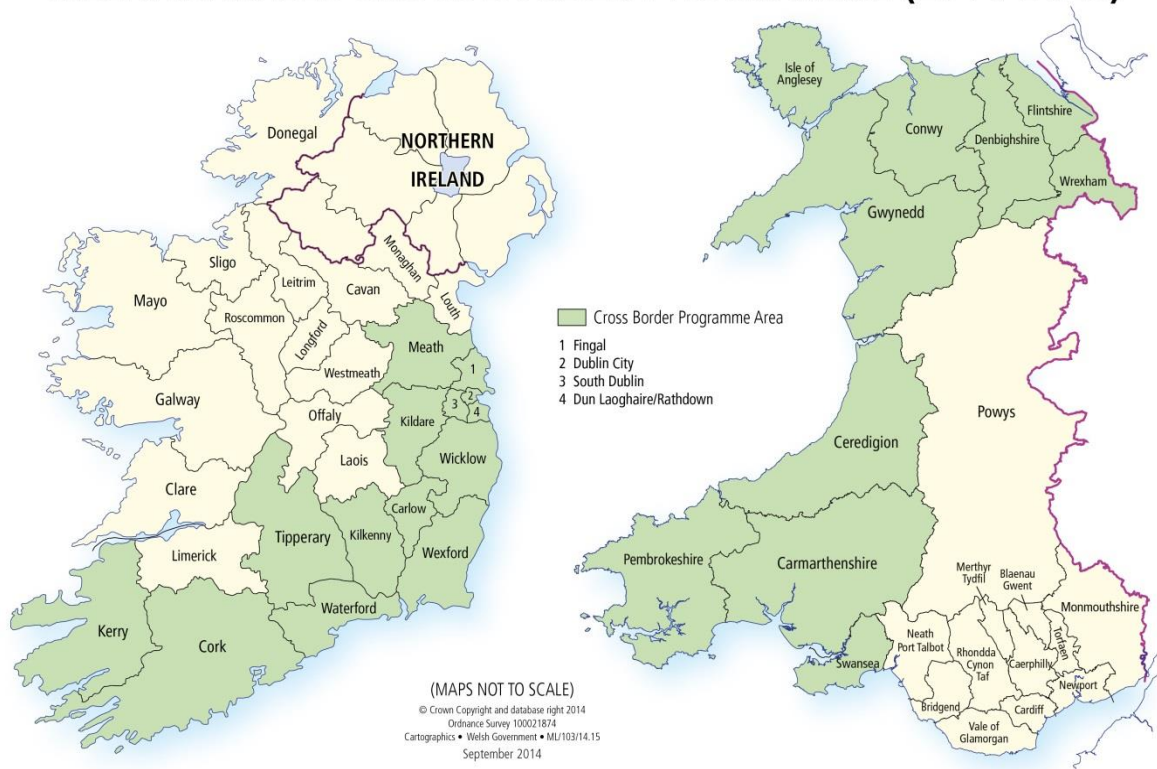 Donegal
NORTHERN
IRELAND
Sligo
Leitrim
Monaghan
Cavan
Louth
Mayo
Roscommon
Longford
Meath
Westmeath
1
Galway
Offaly
Kildare
2
3
4
Laois
Wicklow
Clare
Carlow
Tipperary
Kilkenny
Limerick
Wexford
Waterford
Kerry
Cork
Cross Border Programme Area
1 Fingal
2 Dublin City
3 South Dublin
4 Dun Laoghaire/Rathdown
Isle of
Anglesey
Flintshire
Conwy
Denbighshire
Wrexham
Gwynedd
Powys
Ceredigion
Pembrokeshire
Carmarthenshire
Merthyr
Tydfil
Blaenau
Gwent
Monmouthshire
Neath
Port Talbot
Rhondda
Cynon
Taf
Caerphilly
Torfaen
Swansea
Newport
Bridgend
Cardiff
Vale of
Glamorgan
(MAPS NOT TO SCALE)
© Crown Copyright and database right 2014
Ordnance Survey 100021874
Cartographics • Welsh Government • ML/103/14.15
September 2014